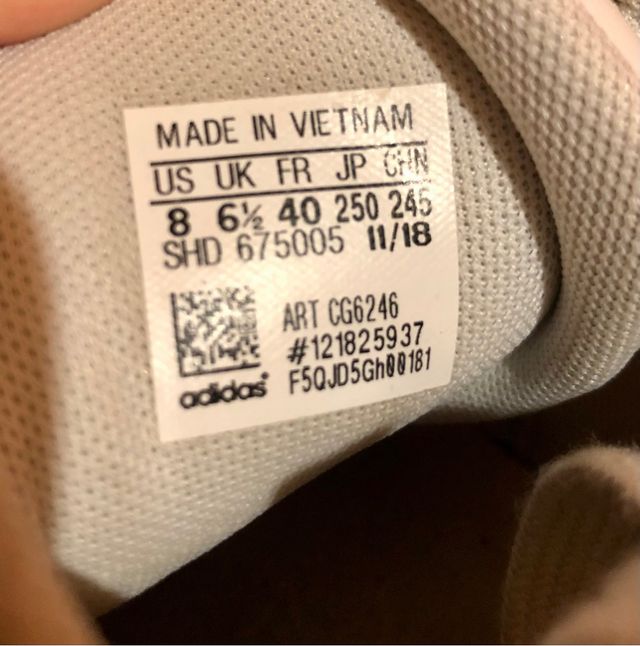 MADE IN VIETNAM
US UK FR JP CHN
8 6½ 40 250 245
SHD 675005 11/18
ART CG6246
#121825937
F5QJD5Gh00181
adidas